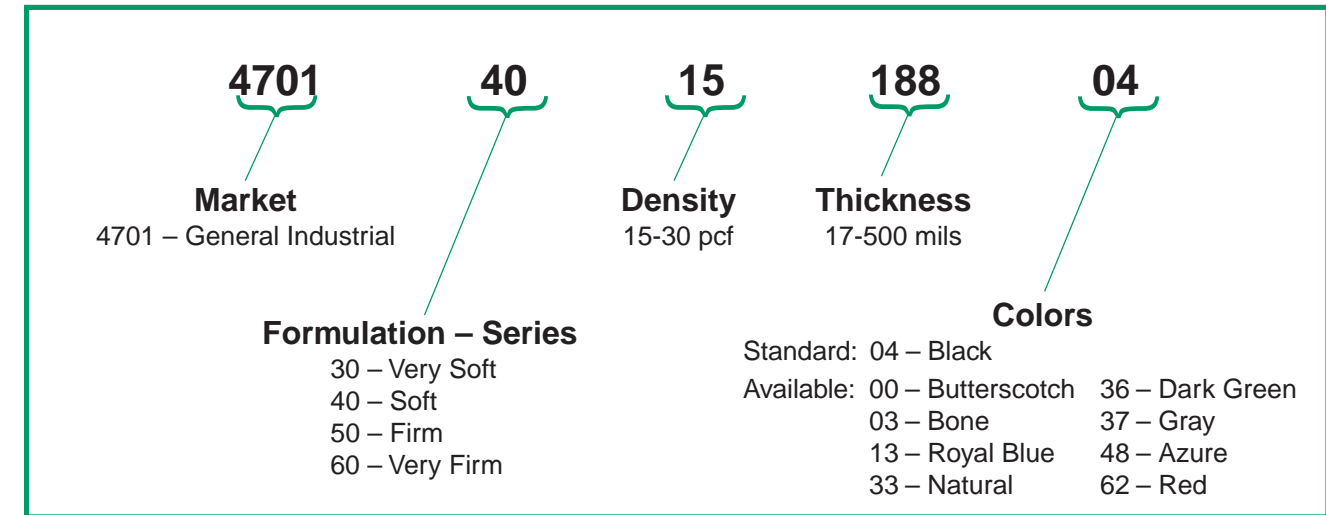 4701 40 15 188 04
Market
4701 – General Industrial
Density
15-30 pcf
Thickness
17-500 mils
Formulation – Series
30 – Very Soft
40 – Soft
50 – Firm
60 – Very Firm
Colors
Standard: 04 – Black
Available: 00 – Butterscotch 36 – Dark Green
03 – Bone 37 – Gray
13 – Royal Blue 48 – Azure
33 – Natural 62 – Red